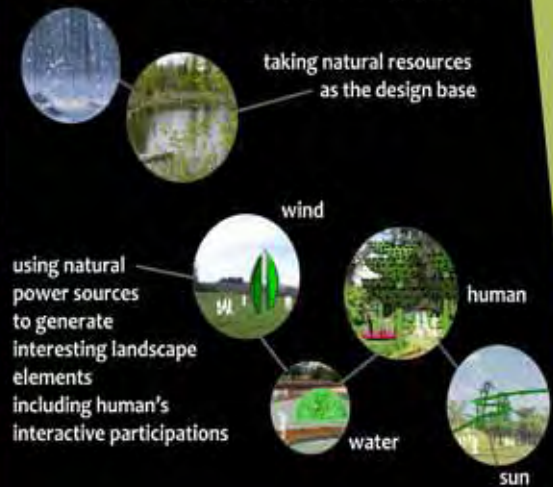 taking natural resources
as the design base
wind
using natural
power sources
to generate
interesting landscape
elements
including human's
interactive participations
human
water
sun